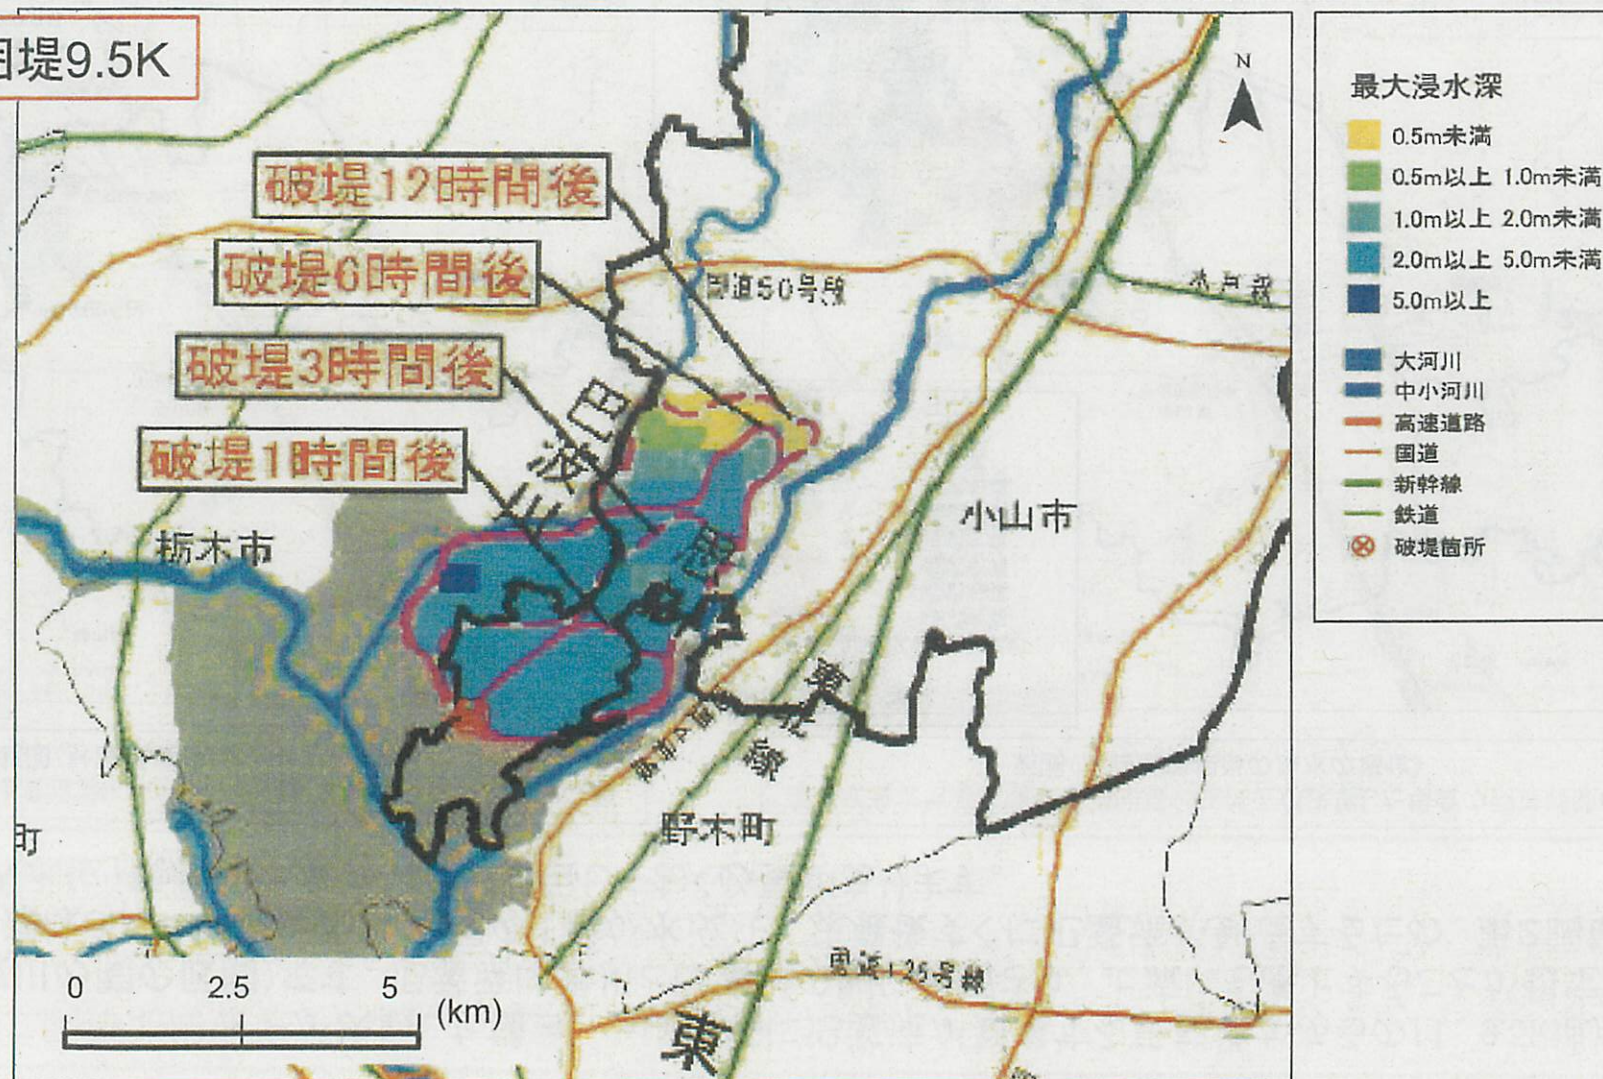 堤9.5K
N
破堤12時間後
破堤6時間後
国道50号線
水戸線
破堤3時間後
破堤1時間後
栃木市
小山市
東
北
線
野木町
町
国道125号線
東
0 2.5 5 (km)
最大浸水深
0.5m未満
0.5m以上 1.0m未満
1.0m以上 2.0m未満
2.0m以上 5.0m未満
5.0m以上
大河川
中小河川
高速道路
国道
新幹線
鉄道
破堤箇所